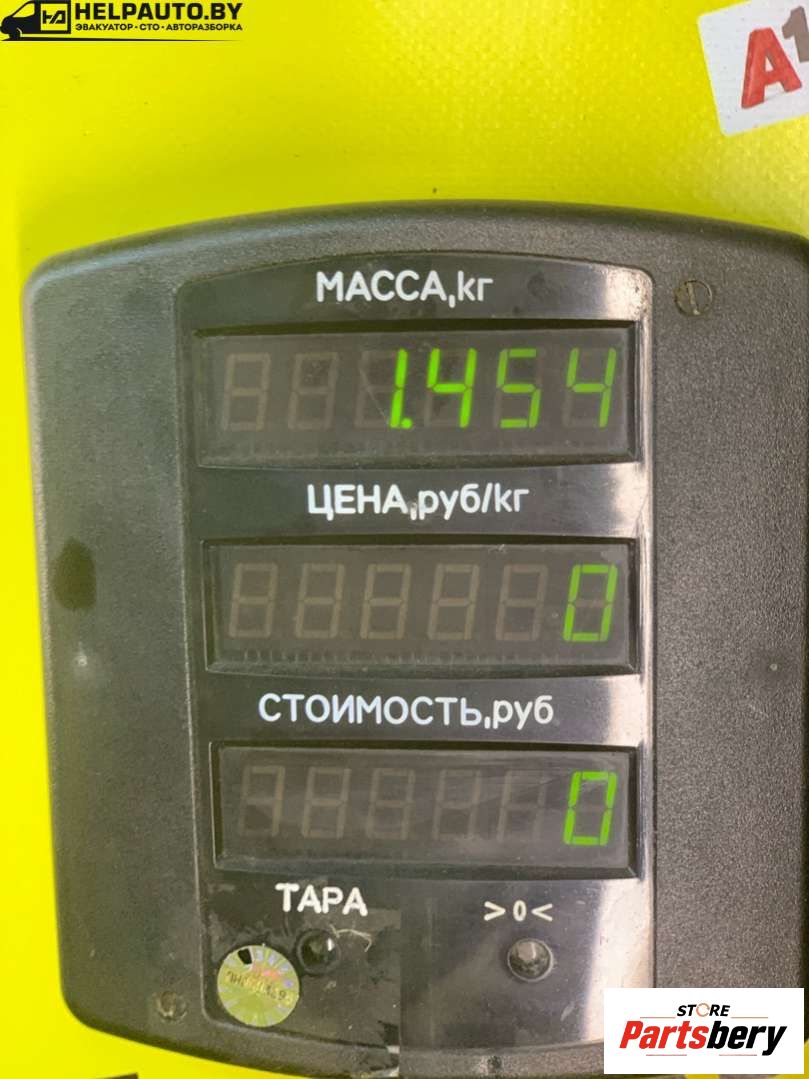 HELPAUTO.BY
ЭВАКУАТОР • СТО • АВТОРАЗБОРКА
A1
МАССА,кг
1.454
ЦЕНА,руб/кг
0
СТОИМОСТЬ,руб
0
ТАРА
>0<
STORE
Partsbery